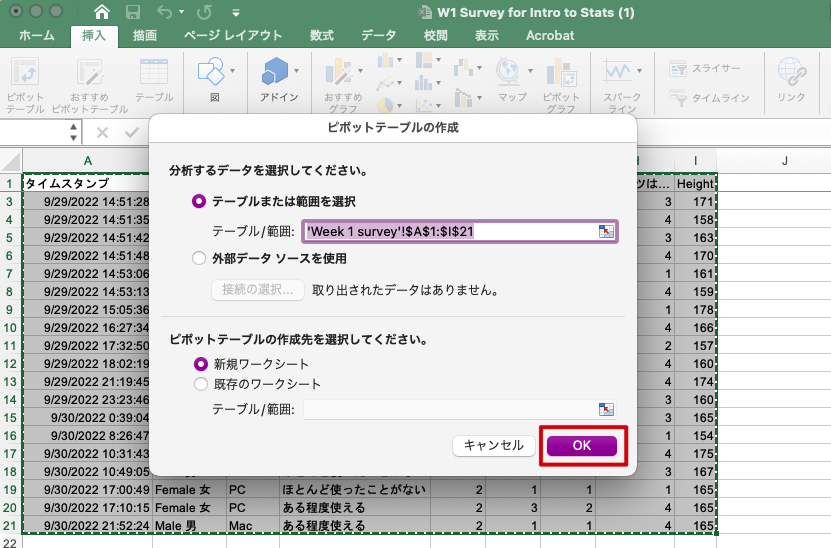 W1 Survey for Intro to Stats (1)
ホーム 挿入 描画 ページ レイアウト 数式 データ 校閲 表示 Acrobat
ピボット テーブル おすすめ ピボットテーブル テーブル 図 アドイン おすすめ グラフ マップ ピボット グラフ スパーク ライン スライサー タイムライン リンク
ピボットテーブルの作成
A I J
分析するデータを選択してください。
1 タイムスタンプ ツは... Height
テーブルまたは範囲を選択
3 9/29/2022 14:51:28 3 171
4 9/29/2022 14:51:35 4 158
テーブル/範囲: 'Week 1 survey'!$A$1:$I$21
5 9/29/2022 14:51:42 3 163
6 9/29/2022 14:51:48 4 170
外部データ ソースを使用
7 9/29/2022 14:53:06 1 161
接続の選択... 取り出されたデータはありません。
8 9/29/2022 14:53:13 4 159
9 9/29/2022 15:05:36 1 178
10 9/29/2022 16:27:34 4 166
ピボットテーブルの作成先を選択してください。
11 9/29/2022 17:32:50 2 157
新規ワークシート
12 9/29/2022 18:02:19 4 160
既存のワークシート
13 9/29/2022 21:19:45 4 174
14 9/29/2022 23:23:46 3 160
テーブル/範囲:
15 9/30/2022 0:39:04 3 165
16 9/30/2022 8:26:47 1 154
キャンセル OK
17 9/30/2022 10:31:43 4 175
18 9/30/2022 10:49:05 3 167
19 9/30/2022 17:00:49 Female 女 PC ほとんど使ったことがない 2 1 1 1 165
20 9/30/2022 17:10:15 Female 女 PC ある程度使える 2 3 2 4 165
21 9/30/2022 21:52:24 Male 男 Mac ある程度使える 2 1 1 4 165
22